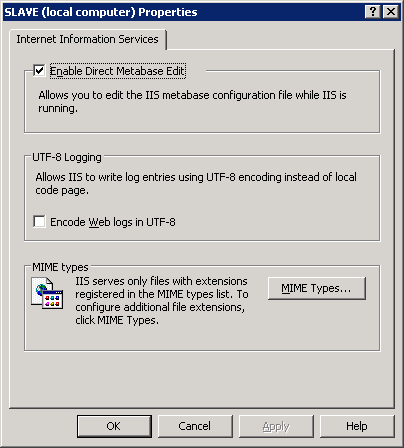 SLAVE (local computer) Properties
Internet Information Services
Enable Direct Metabase Edit
Allows you to edit the IIS metabase configuration file while IIS is
running.
UTF-8 Logging
Allows IIS to write log entries using UTF-8 encoding instead of local
code page.
Encode Web logs in UTF-8
MIME types
IIS serves only files with extensions
registered in the MIME types list. To
configure additional file extensions,
click MIME Types.
MIME Types...
OK
Cancel
Apply
Help